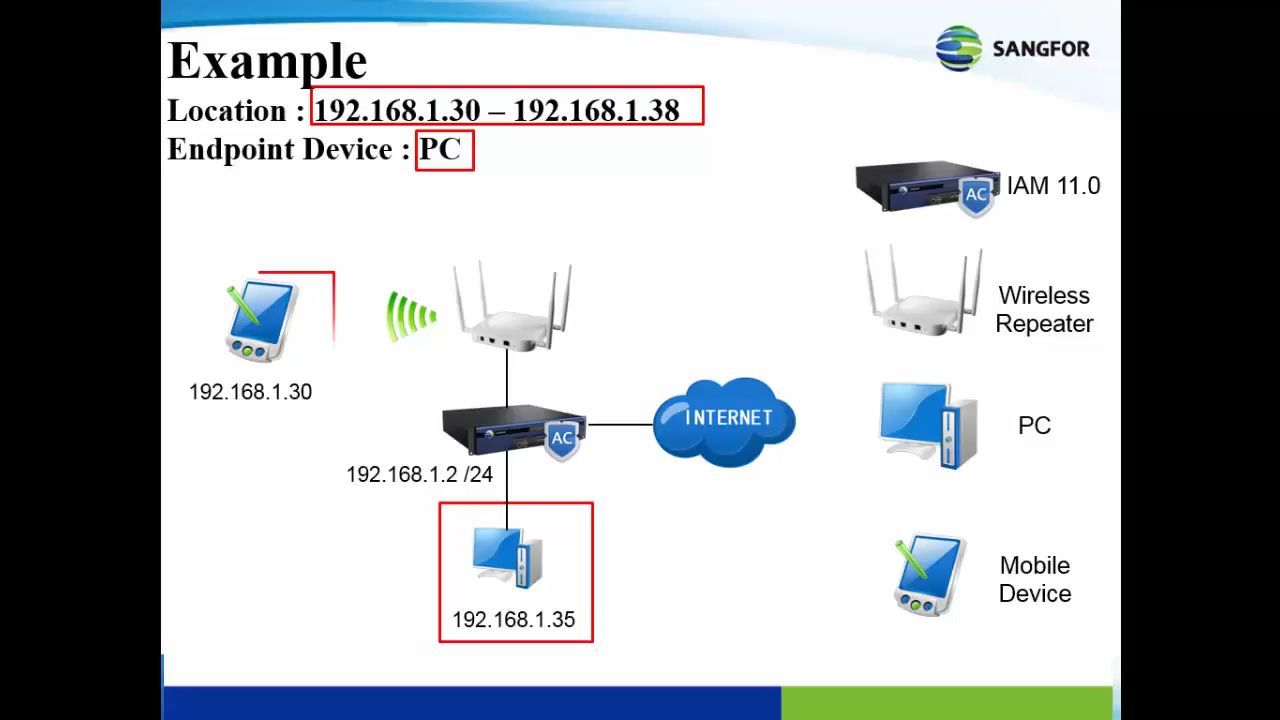 Example
SANGFOR
Location : 192.168.1.30 – 192.168.1.38
Endpoint Device : PC
AC
IAM 11.0
Wireless
Repeater
192.168.1.30
INTERNET
AC
PC
192.168.1.2 /24
192.168.1.35
Mobile
Device